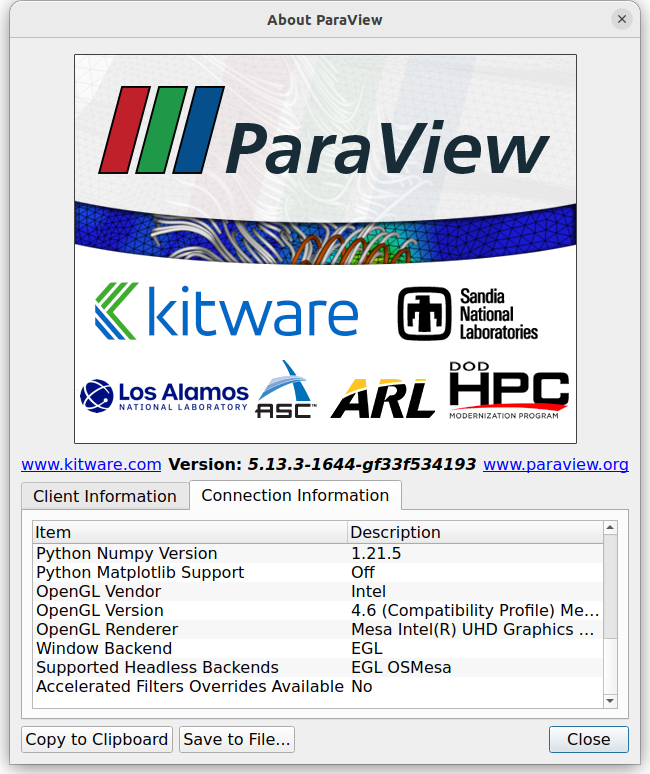 About ParaView
ParaView
kitware
Sandia
National
Laboratories
Los Alamos
NATIONAL LABORATORY
ASC™
ARL
DOD
HPC
MODERNIZATION PROGRAM
www.kitware.com Version: 5.13.3-1644-gf33f534193 www.paraview.org
Client Information Connection Information
Item Description
Python Numpy Version 1.21.5
Python Matplotlib Support Off
OpenGL Vendor Intel
OpenGL Version 4.6 (Compatibility Profile) Me...
OpenGL Renderer Mesa Intel(R) UHD Graphics ...
Window Backend EGL
Supported Headless Backends EGL OSMesa
Accelerated Filters Overrides Available No
Copy to Clipboard Save to File... Close